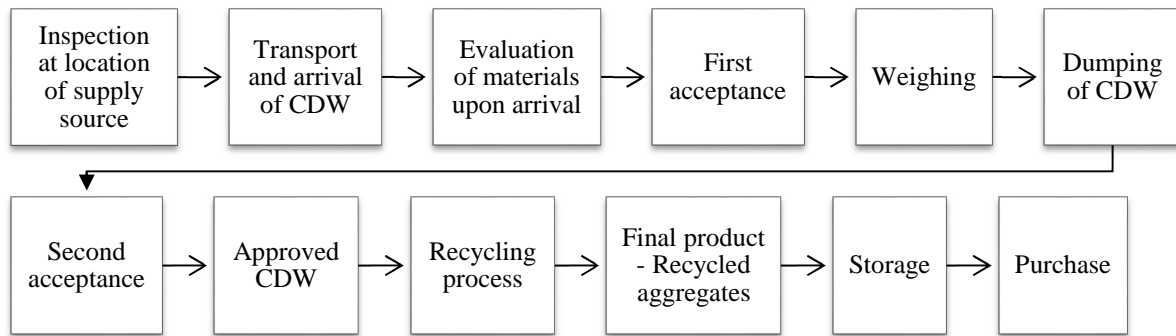 Inspection
at location
of supply
source
Transport
and arrival
of CDW
Evaluation
of materials
upon arrival
First
acceptance
Weighing
Dumping
of CDW
Second
acceptance
Approved
CDW
Recycling
process
Final product
- Recycled
aggregates
Storage
Purchase